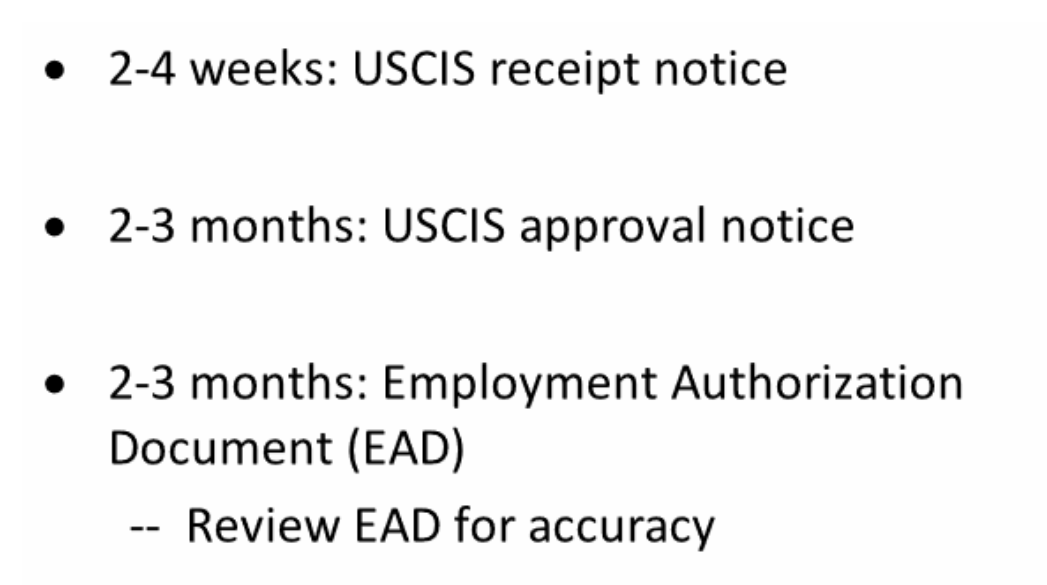 • 2-4 weeks: USCIS receipt notice
• 2-3 months: USCIS approval notice
• 2-3 months: Employment Authorization
Document (EAD)
-- Review EAD for accuracy